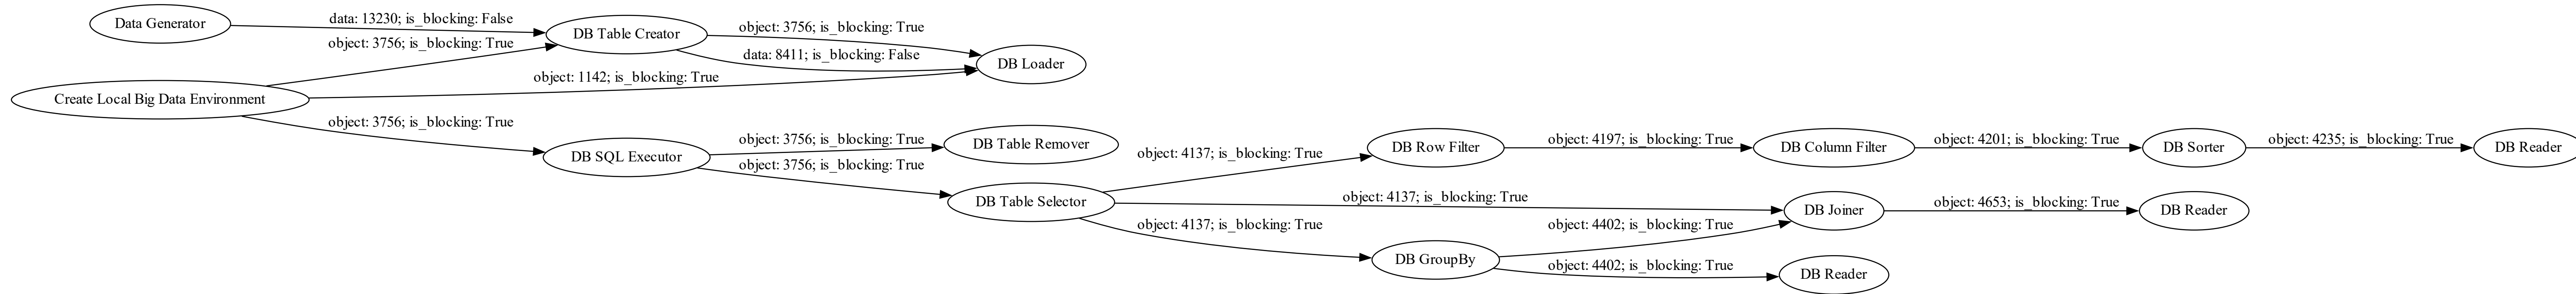 Data Generator
data: 13230; is_blocking: False
object: 3756; is_blocking: True
Create Local Big Data Environment
DB Table Creator
object: 3756; is_blocking: True
data: 8411; is_blocking: False
object: 1142; is_blocking: True
DB Loader
object: 3756; is_blocking: True
DB SQL Executor
object: 3756; is_blocking: True
object: 3756; is_blocking: True
DB Table Remover
DB Table Selector
object: 4137; is_blocking: True
object: 4137; is_blocking: True
object: 4137; is_blocking: True
DB Row Filter
object: 4197; is_blocking: True
DB Column Filter
object: 4201; is_blocking: True
DB Sorter
object: 4235; is_blocking: True
DB Reader
DB GroupBy
object: 4402; is_blocking: True
object: 4402; is_blocking: True
DB Joiner
object: 4653; is_blocking: True
DB Reader
DB Reader